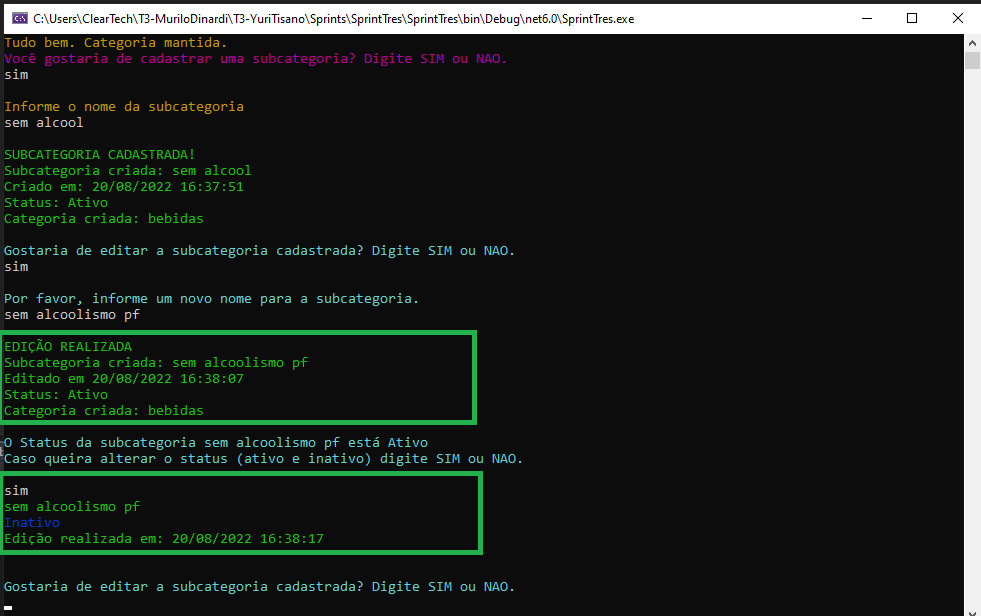 C:\Users\ClearTech\T3-MuriloDinardi\T3-YuriTisano\Sprints\SprintTres\SprintTres\bin\Debug\net6.0\SprintTres.exe
Tudo bem. Categoria mantida.
Você gostaria de cadastrar uma subcategoria? Digite SIM ou NAO.
sim
Informe o nome da subcategoria
sem alcool
SUBCATEGORIA CADASTRADA!
Subcategoria criada: sem alcool
Criado em: 20/08/2022 16:37:51
Status: Ativo
Categoria criada: bebidas
Gostaria de editar a subcategoria cadastrada? Digite SIM ou NAO.
sim
Por favor, informe um novo nome para a subcategoria.
sem alcoolismo pf
EDIÇÃO REALIZADA
Subcategoria criada: sem alcoolismo pf
Editado em 20/08/2022 16:38:07
Status: Ativo
Categoria criada: bebidas
O Status da subcategoria sem alcoolismo pf está Ativo
Caso queira alterar o status (ativo e inativo) digite SIM ou NAO.
sim
sem alcoolismo pf
Inativo
Edição realizada em: 20/08/2022 16:38:17
Gostaria de editar a subcategoria cadastrada? Digite SIM ou NAO.